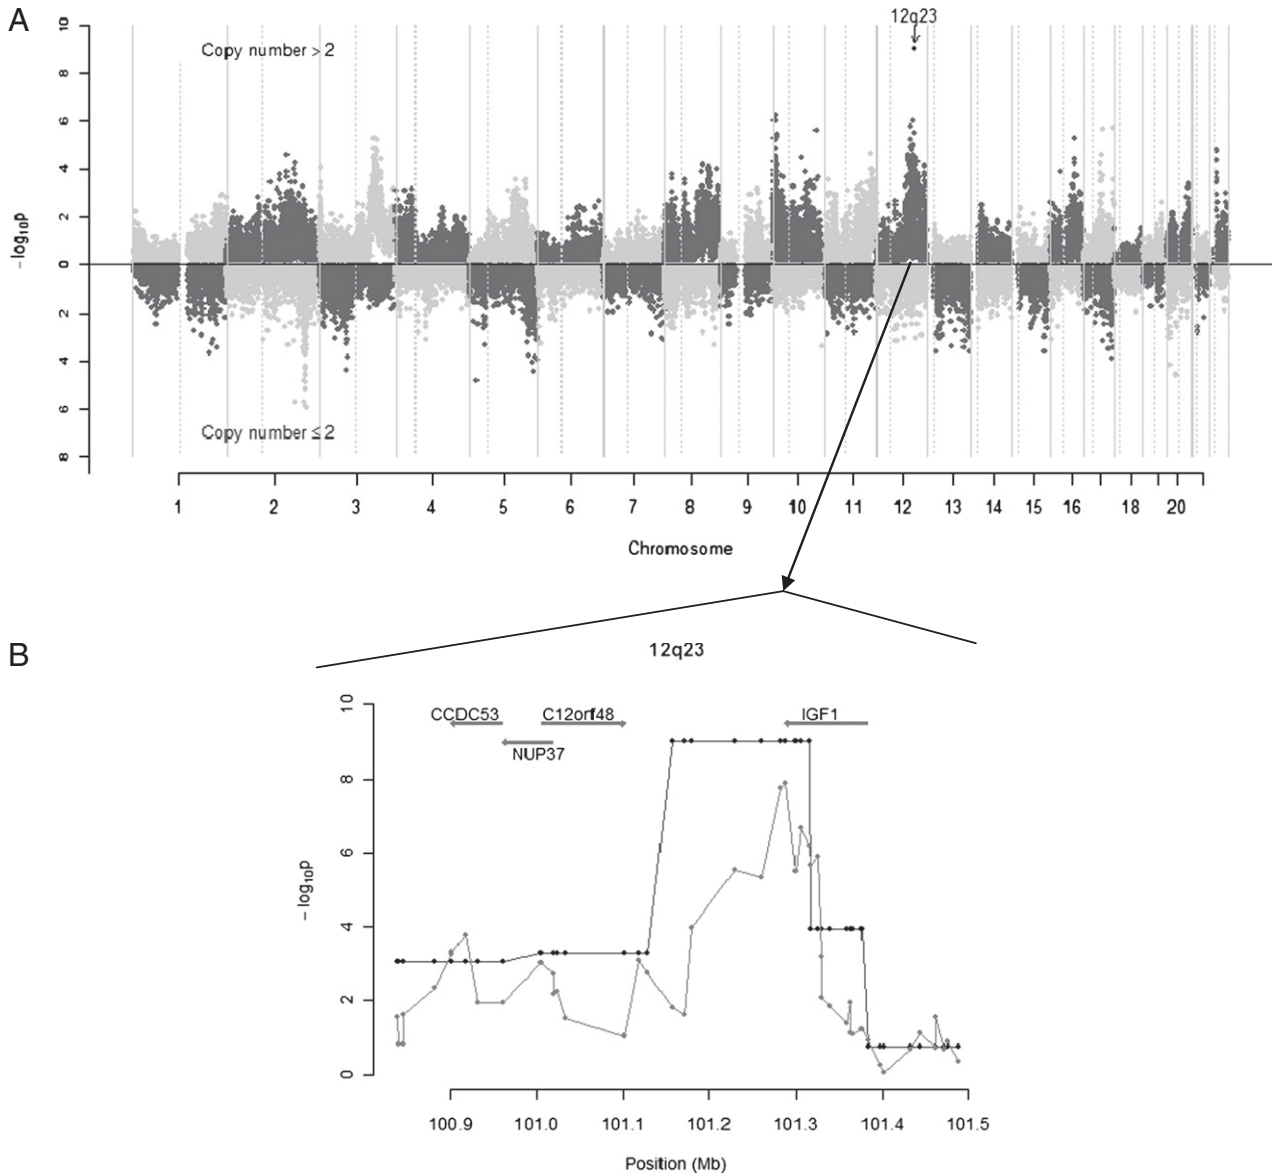 A
12q23
Copy number > 2
10
8
6
4
2
0
2
4
6
8
-log10p
Copy number ≤ 2
1 2 3 4 5 6 7 8 9 10 11 12 13 14 15 16 18 20
Chromosome
B
12q23
CCDC53 C12orf48 IGF1
NUP37
10
8
6
4
2
0
-log10p
100.9 101.0 101.1 101.2 101.3 101.4 101.5
Position (Mb)